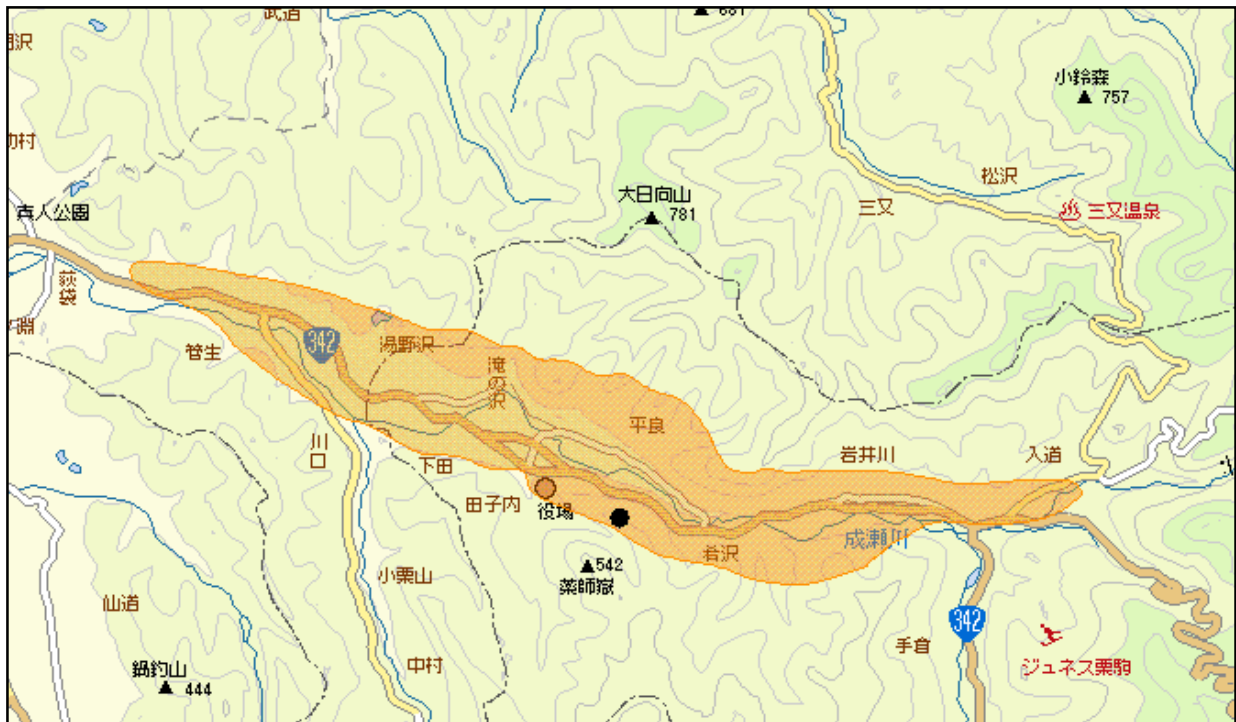 武道
681
沢
小鈴森
757
村
松沢
真人公園
大日向山
781
三又
三又温泉
荻袋
淵
342
湯野沢
菅生
滝の沢
平良
川口
下田
岩井川
入道
田子内
役場
成瀬川
542
薬師嶽
小栗山
仙道
342
手倉
中村
ジュネス栗駒
鍋釣山
444